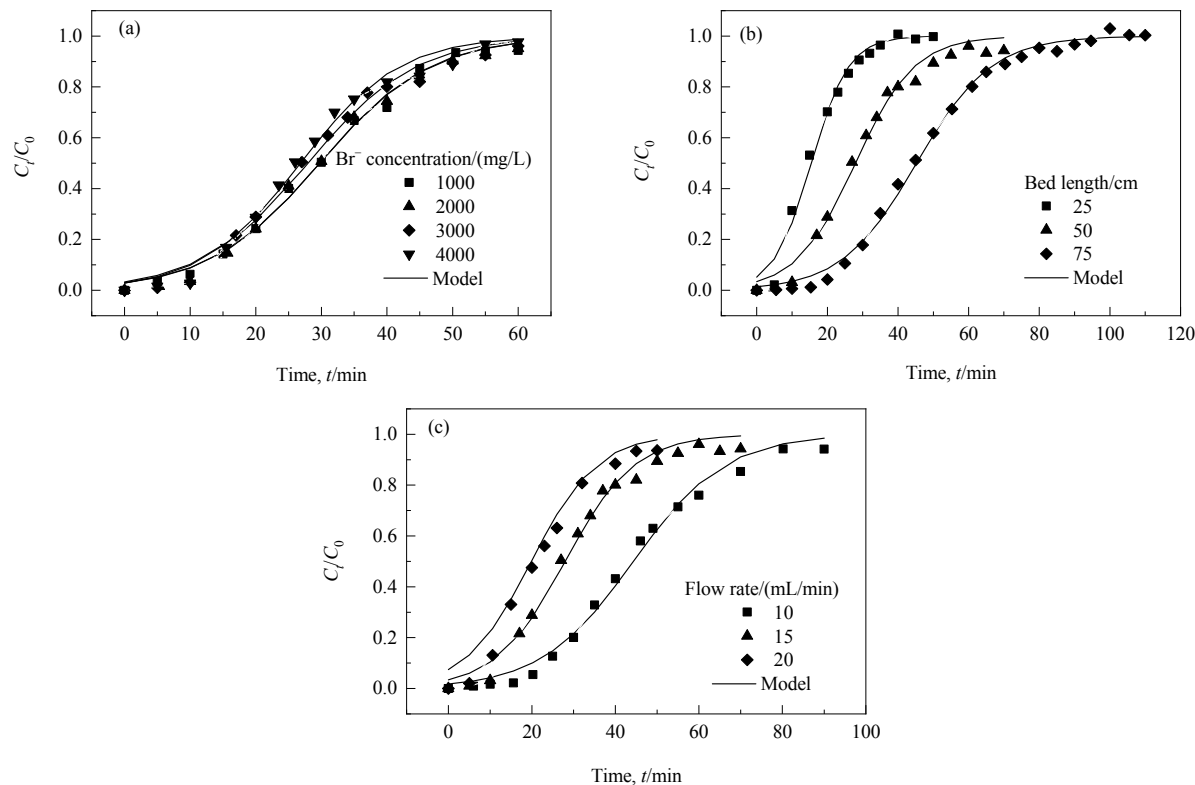 (a)
1.0
0.8
0.6
0.4
0.2
0.0
Cₜ/C₀
Br⁻ concentration/(mg/L)
1000
2000
3000
4000
Model
0 10 20 30 40 50 60
Time, t/min
(b)
1.0
0.8
0.6
0.4
0.2
0.0
Cₜ/C₀
Bed length/cm
25
50
75
Model
0 20 40 60 80 100 120
Time, t/min
(c)
1.0
0.8
0.6
0.4
0.2
0.0
Cₜ/C₀
Flow rate/(mL/min)
10
15
20
Model
0 20 40 60 80 100
Time, t/min